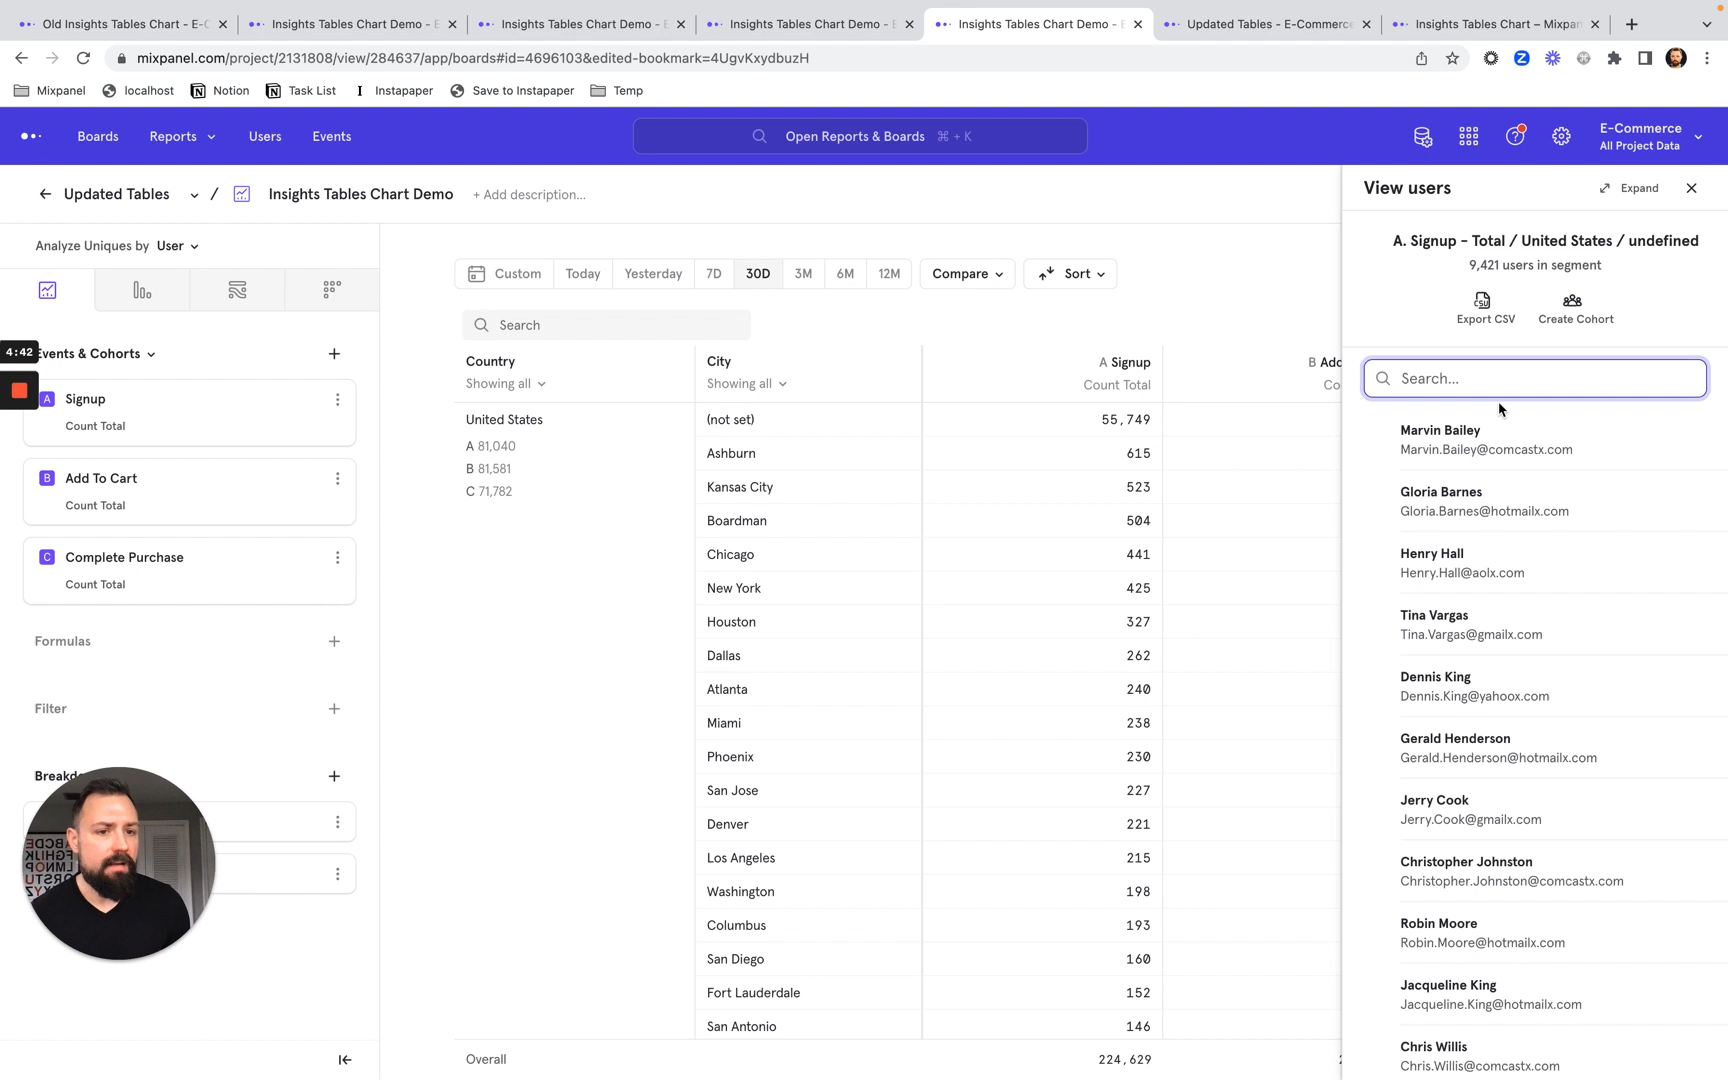 Old Insights Tables Chart - E-C
Insights Tables Chart Demo - E
Insights Tables Chart Demo - E
Insights Tables Chart Demo - E
Insights Tables Chart Demo - E
Updated Tables - E-Commerce
Insights Tables Chart – Mixpan
mixpanel.com/project/2131808/view/284637/app/boards#id=4696103&edited-bookmark=4UgvKxydbuzH
Mixpanel
localhost
Notion
Task List
Instapaper
Save to Instapaper
Temp
Boards
Reports
Users
Events
Open Reports & Boards ⌘ + K
E-Commerce
All Project Data
Updated Tables / Insights Tables Chart Demo + Add description...
Analyze Uniques by User
4:42
Events & Cohorts
A Signup
Count Total
B Add To Cart
Count Total
C Complete Purchase
Count Total
Formulas
Filter
Breakd
Custom
Today
Yesterday
7D
30D
3M
6M
12M
Compare
Sort
Search
Country
Showing all
City
Showing all
A Signup
Count Total
B Add
Co
United States
A 81,040
B 81,581
C 71,782
(not set) 55,749
Ashburn 615
Kansas City 523
Boardman 504
Chicago 441
New York 425
Houston 327
Dallas 262
Atlanta 240
Miami 238
Phoenix 230
San Jose 227
Denver 221
Los Angeles 215
Washington 198
Columbus 193
San Diego 160
Fort Lauderdale 152
San Antonio 146
Overall 224,629
View users
Expand
A. Signup - Total / United States / undefined
9,421 users in segment
CSV
Export CSV
Create Cohort
Search...
Marvin Bailey
Marvin.Bailey@comcastx.com
Gloria Barnes
Gloria.Barnes@hotmailx.com
Henry Hall
Henry.Hall@aolx.com
Tina Vargas
Tina.Vargas@gmailx.com
Dennis King
Dennis.King@yahoox.com
Gerald Henderson
Gerald.Henderson@hotmailx.com
Jerry Cook
Jerry.Cook@gmailx.com
Christopher Johnston
Christopher.Johnston@comcastx.com
Robin Moore
Robin.Moore@hotmailx.com
Jacqueline King
Jacqueline.King@hotmailx.com
Chris Willis
Chris.Willis@comcastx.com